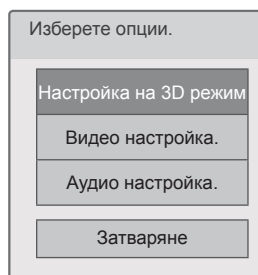 Изберете опции.
Настройка на 3D режим
Видео настройка.
Аудио настройка.
Затваряне